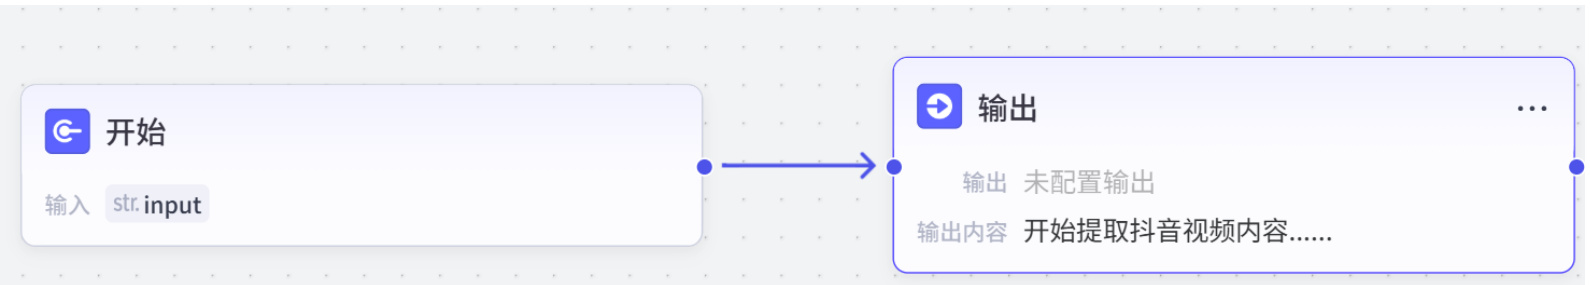 开始
输入 str. input
输出
输出 未配置输出
输出内容 开始提取抖音视频内容......